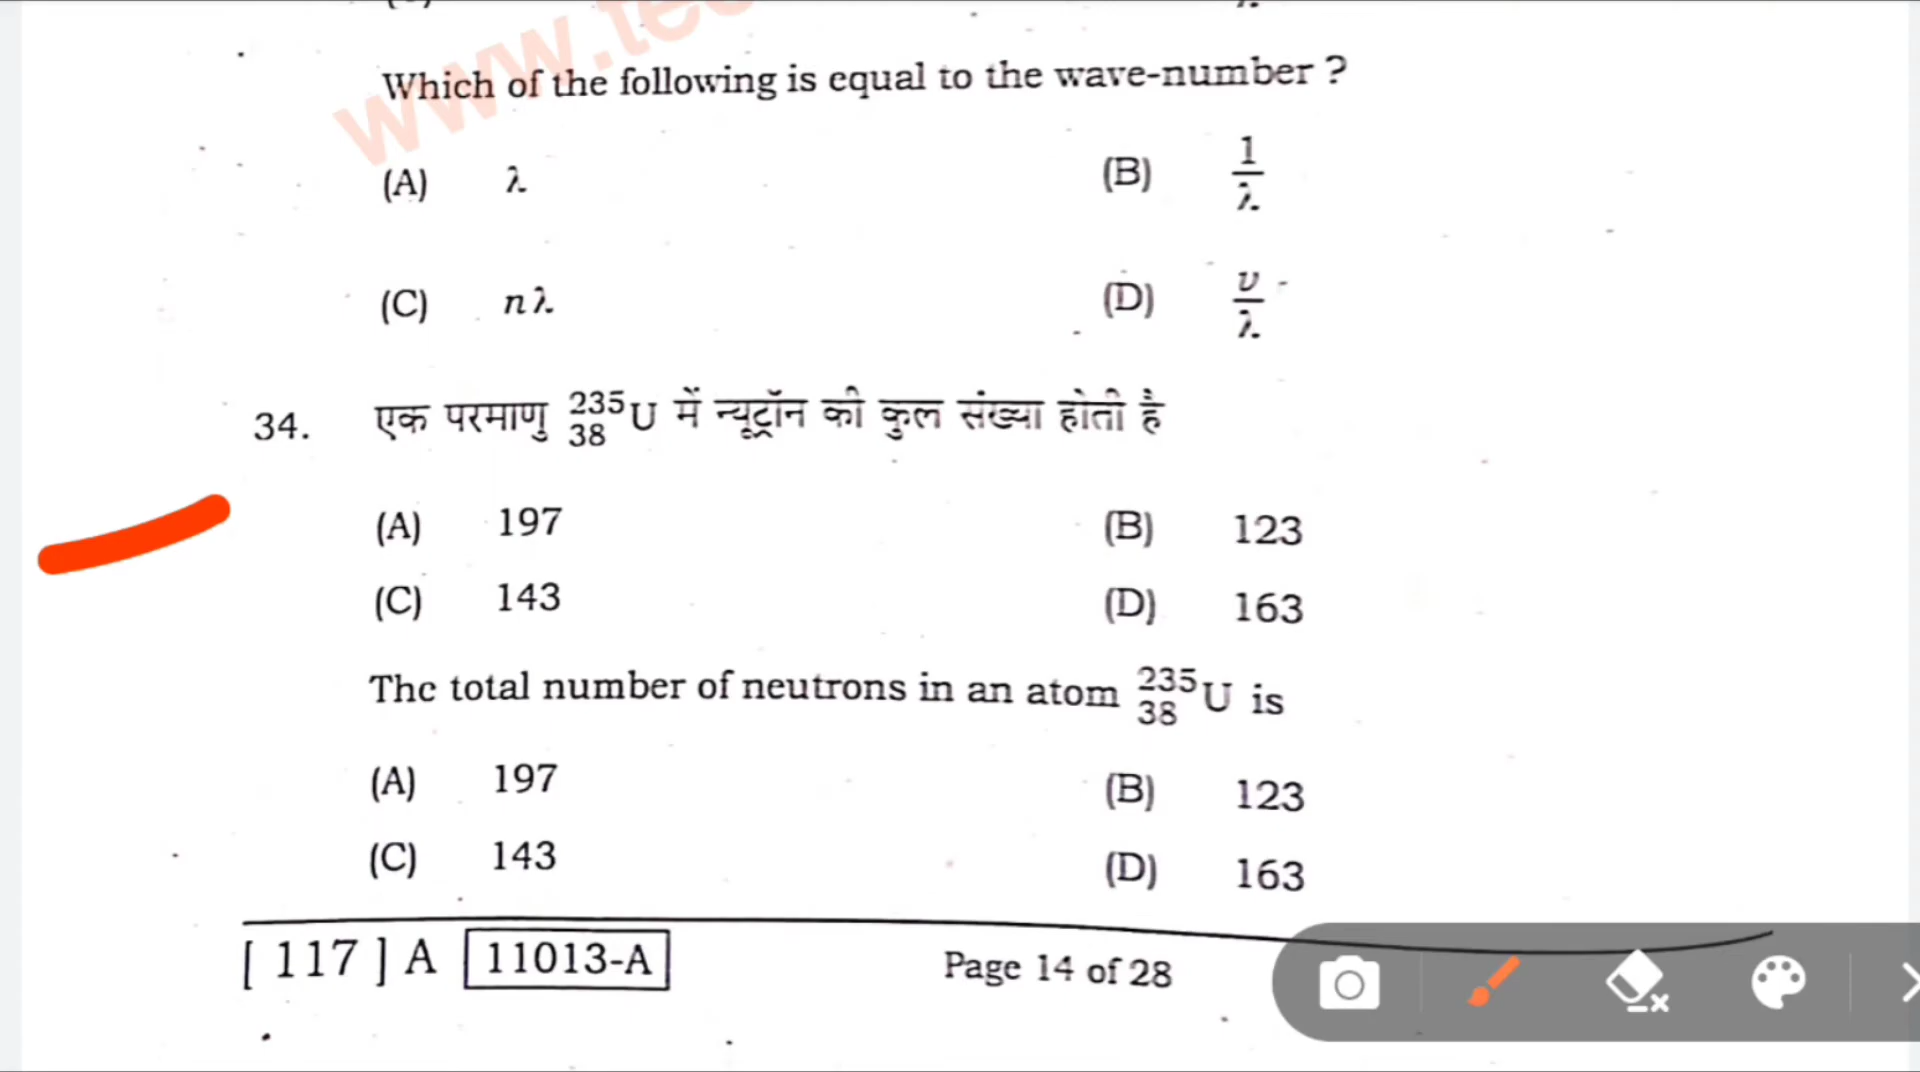 www.te
Which of the following is equal to the wave-number ?
(A) λ (B) 1/λ
(C) nλ (D) υ/λ
34. एक परमाणु ²³⁵₃₈U में न्यूट्रॉन की कुल संख्या होती है
(A) 197 (B) 123
(C) 143 (D) 163
The total number of neutrons in an atom ²³⁵₃₈U is
(A) 197 (B) 123
(C) 143 (D) 163
[ 117 ] A 11013-A Page 14 of 28